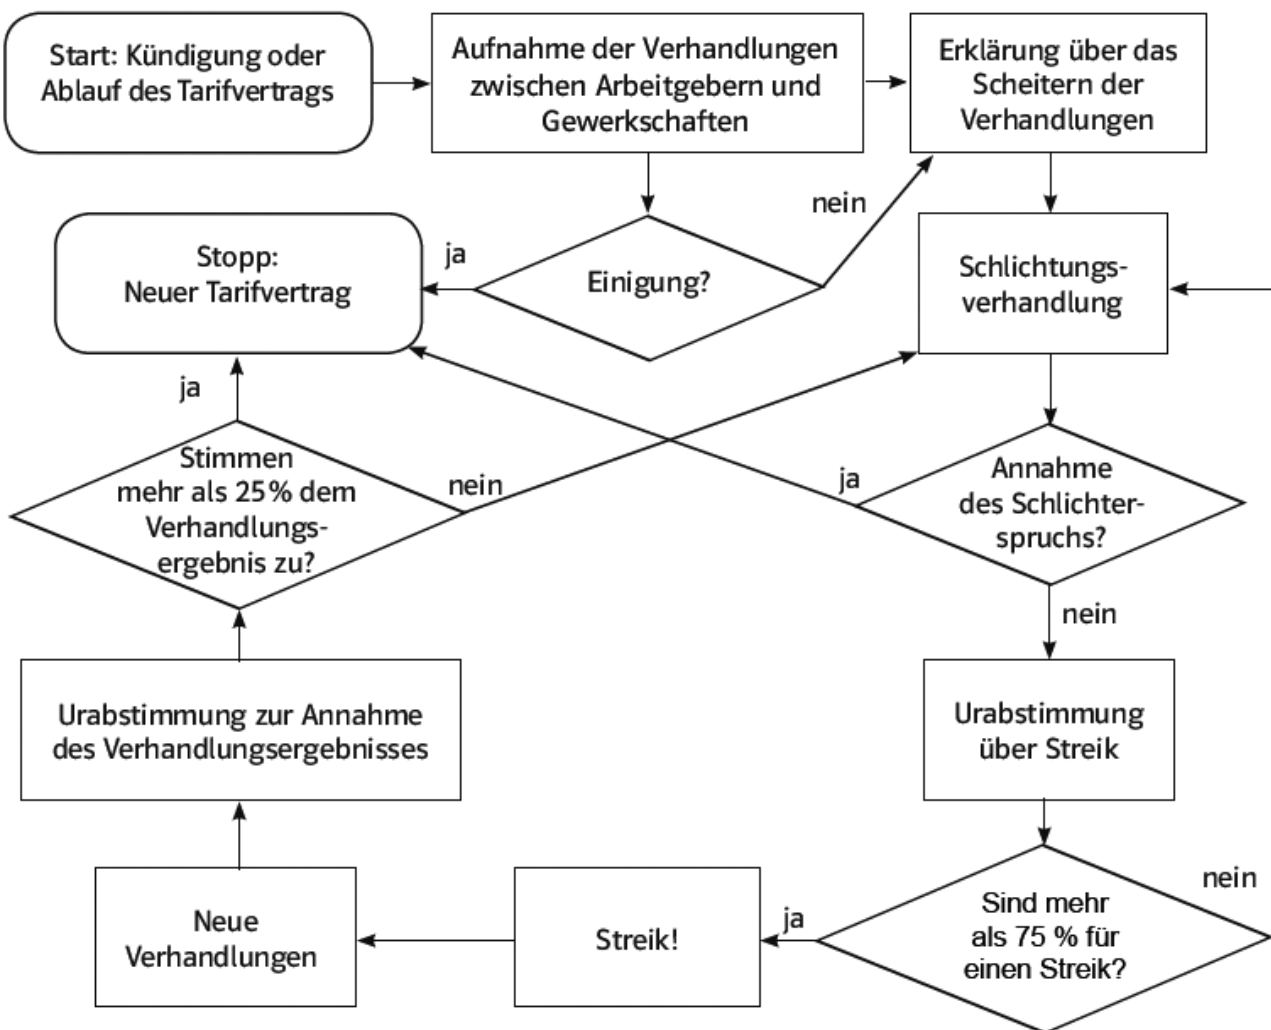 Start: Kündigung oder
Ablauf des Tarifvertrags
Aufnahme der Verhandlungen
zwischen Arbeitgebern und
Gewerkschaften
Erklärung über das
Scheitern der
Verhandlungen
nein
ja
Einigung?
Stopp:
Neuer Tarifvertrag
Schlichtungs-
verhandlung
ja
Stimmen
mehr als 25% dem
Verhandlungs-
ergebnis zu?
nein
ja
Annahme
des Schlichter-
spruchs?
nein
Urabstimmung zur Annahme
des Verhandlungsergebnisses
Urabstimmung
über Streik
Neue
Verhandlungen
Streik!
ja
Sind mehr
als 75 % für
einen Streik?
nein